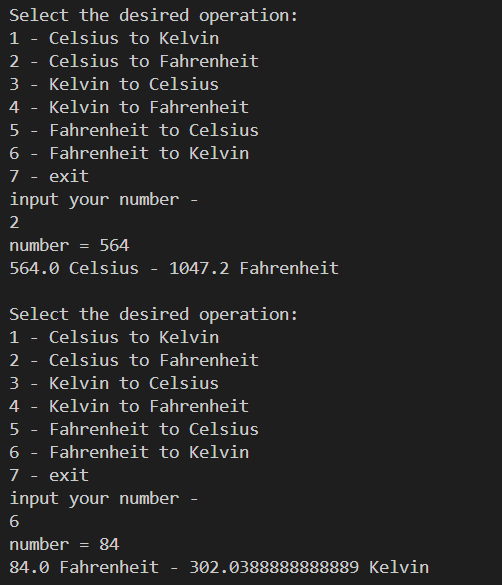 Select the desired operation:
1 - Celsius to Kelvin
2 - Celsius to Fahrenheit
3 - Kelvin to Celsius
4 - Kelvin to Fahrenheit
5 - Fahrenheit to Celsius
6 - Fahrenheit to Kelvin
7 - exit
input your number -
2
number = 564
564.0 Celsius - 1047.2 Fahrenheit

Select the desired operation:
1 - Celsius to Kelvin
2 - Celsius to Fahrenheit
3 - Kelvin to Celsius
4 - Kelvin to Fahrenheit
5 - Fahrenheit to Celsius
6 - Fahrenheit to Kelvin
7 - exit
input your number -
6
number = 84
84.0 Fahrenheit - 302.0388888888889 Kelvin